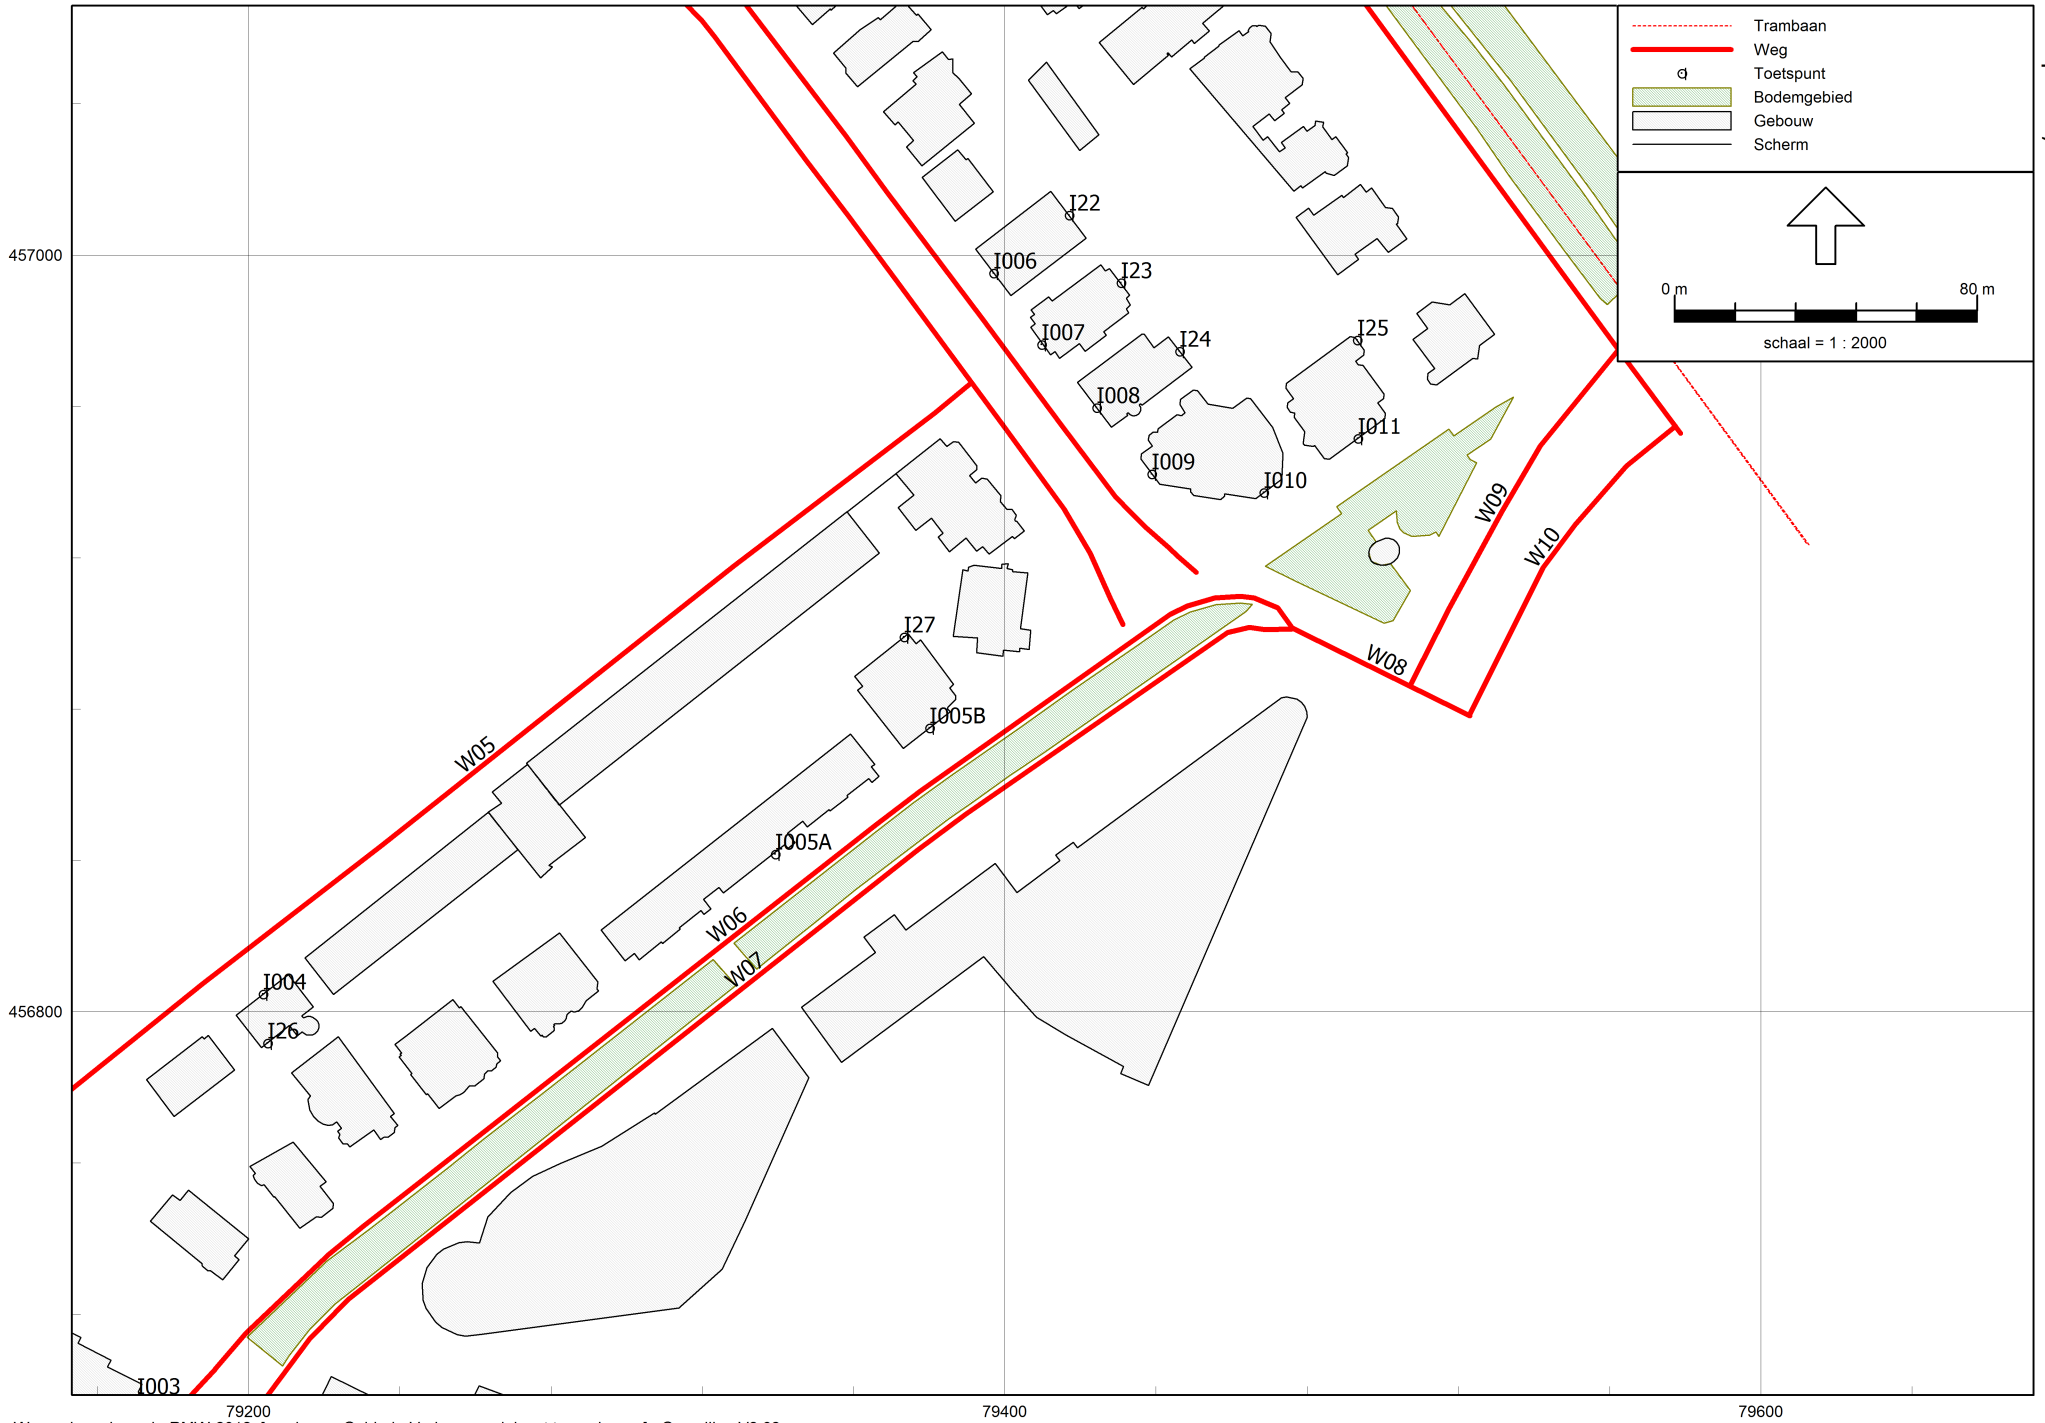 Trambaan
Weg
Toetspunt
Bodemgebied
Gebouw
Scherm
0 m 80 m
schaal = 1 : 2000
I22
457000
I006
I23
I007
I25
I24
I008
I011
I009
I010
W09
W10
I27
W08
I005B
W05
I005A
W06
W07
I004
456800
I26
I003
79200 79400 79600